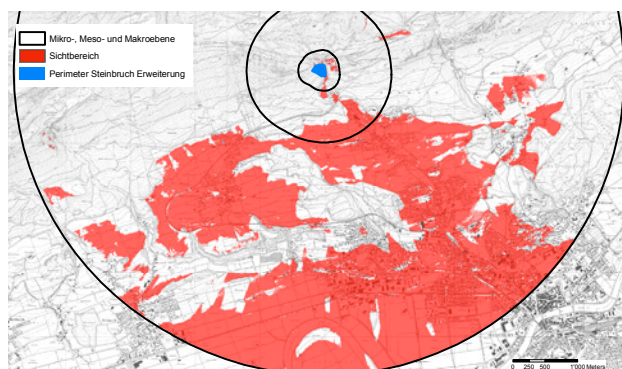 Mikro-, Meso- und Makroebene
Sichtbereich
Perimeter Steinbruch Erweiterung
0 250 500 1'000 Meters